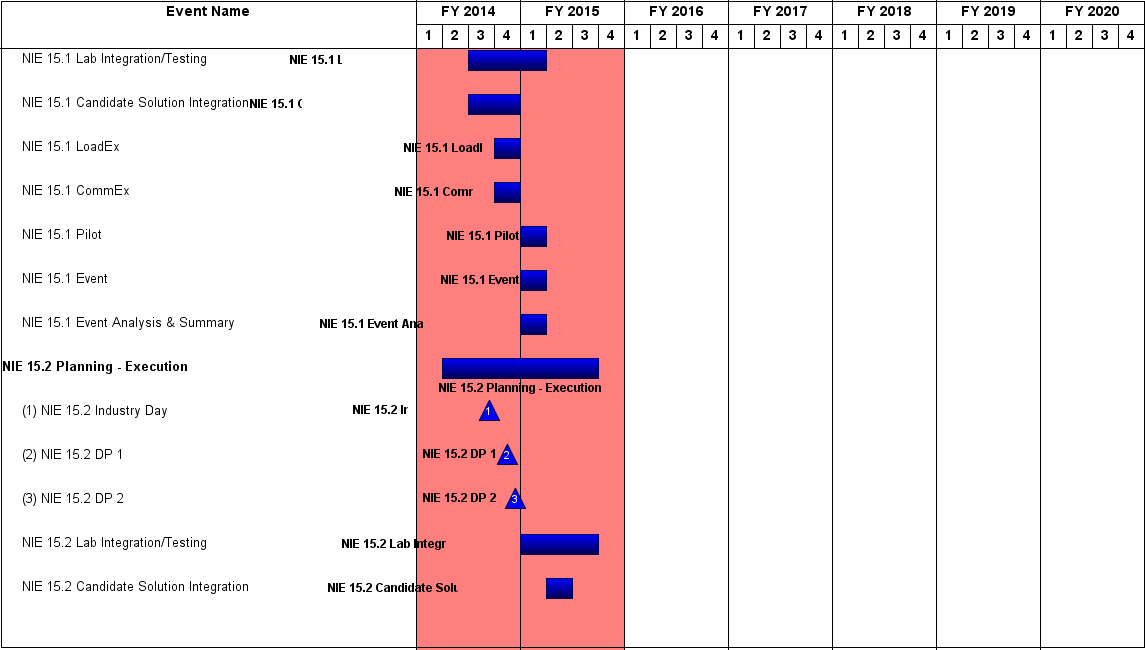 Event Name FY 2014 FY 2015 FY 2016 FY 2017 FY 2018 FY 2019 FY 2020
1 2 3 4 1 2 3 4 1 2 3 4 1 2 3 4 1 2 3 4 1 2 3 4 1 2 3 4
NIE 15.1 Lab Integration/Testing NIE 15.1 L
NIE 15.1 Candidate Solution Integration NIE 15.1 C
NIE 15.1 LoadEx NIE 15.1 Load
NIE 15.1 CommEx NIE 15.1 Com
NIE 15.1 Pilot NIE 15.1 Pilot
NIE 15.1 Event NIE 15.1 Event
NIE 15.1 Event Analysis & Summary NIE 15.1 Event Ana
NIE 15.2 Planning - Execution
NIE 15.2 Planning - Execution
(1) NIE 15.2 Industry Day NIE 15.2 Ir 1
(2) NIE 15.2 DP 1 NIE 15.2 DP 1 2
(3) NIE 15.2 DP 2 NIE 15.2 DP 2 3
NIE 15.2 Lab Integration/Testing NIE 15.2 Lab Integr
NIE 15.2 Candidate Solution Integration NIE 15.2 Candidate Solu